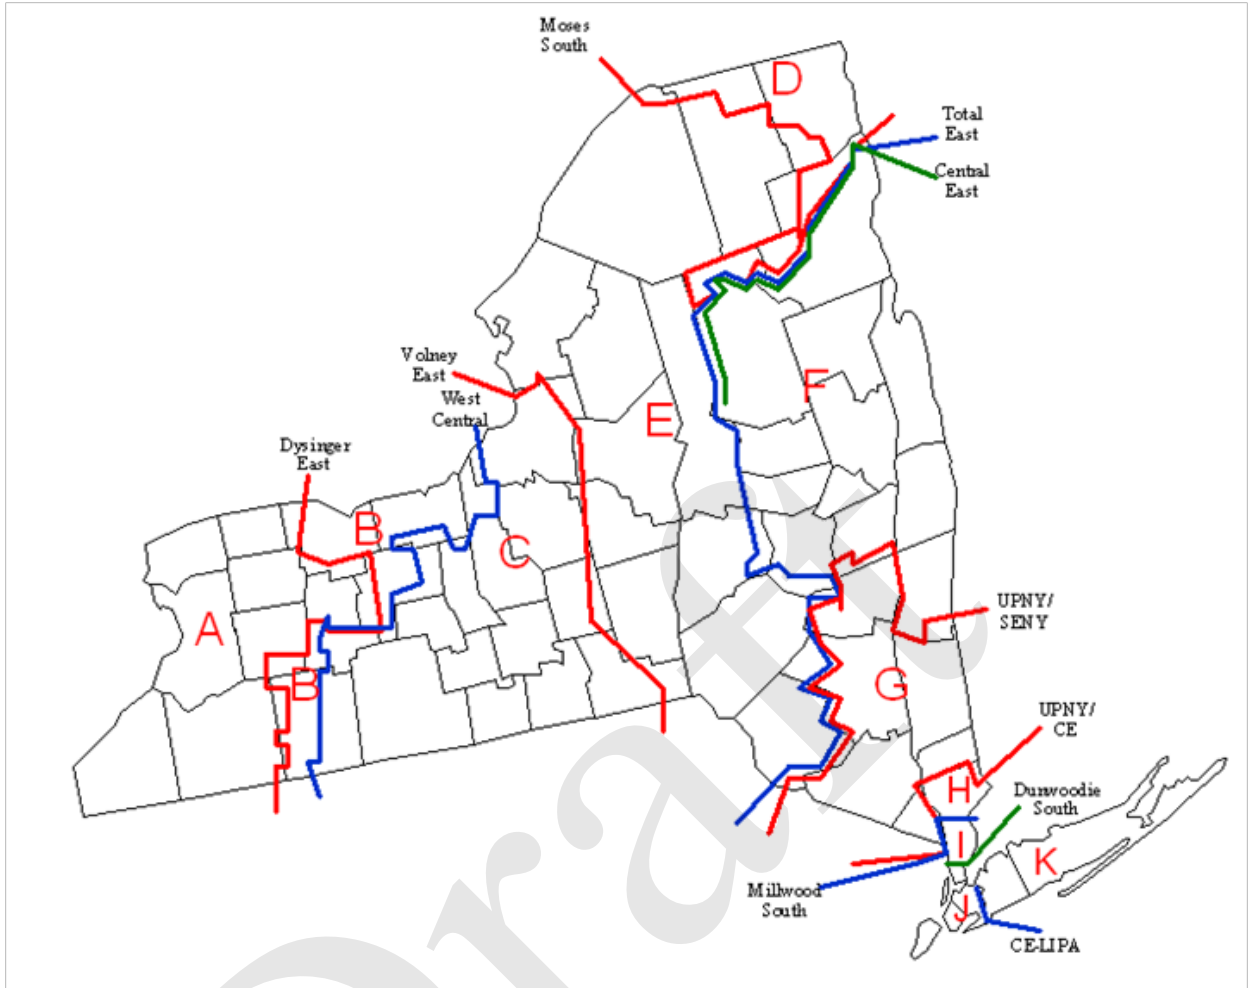 Moses
South
D
Total
East
Central
East
Volney
East
West
Central
F
E
Dysinger
East
B
C
A
UPNY/
SENY
B
G
UPNY/
CE
H
Dunwoodie
South
I
K
Millwood
South
J
CE-LIPA
Draft